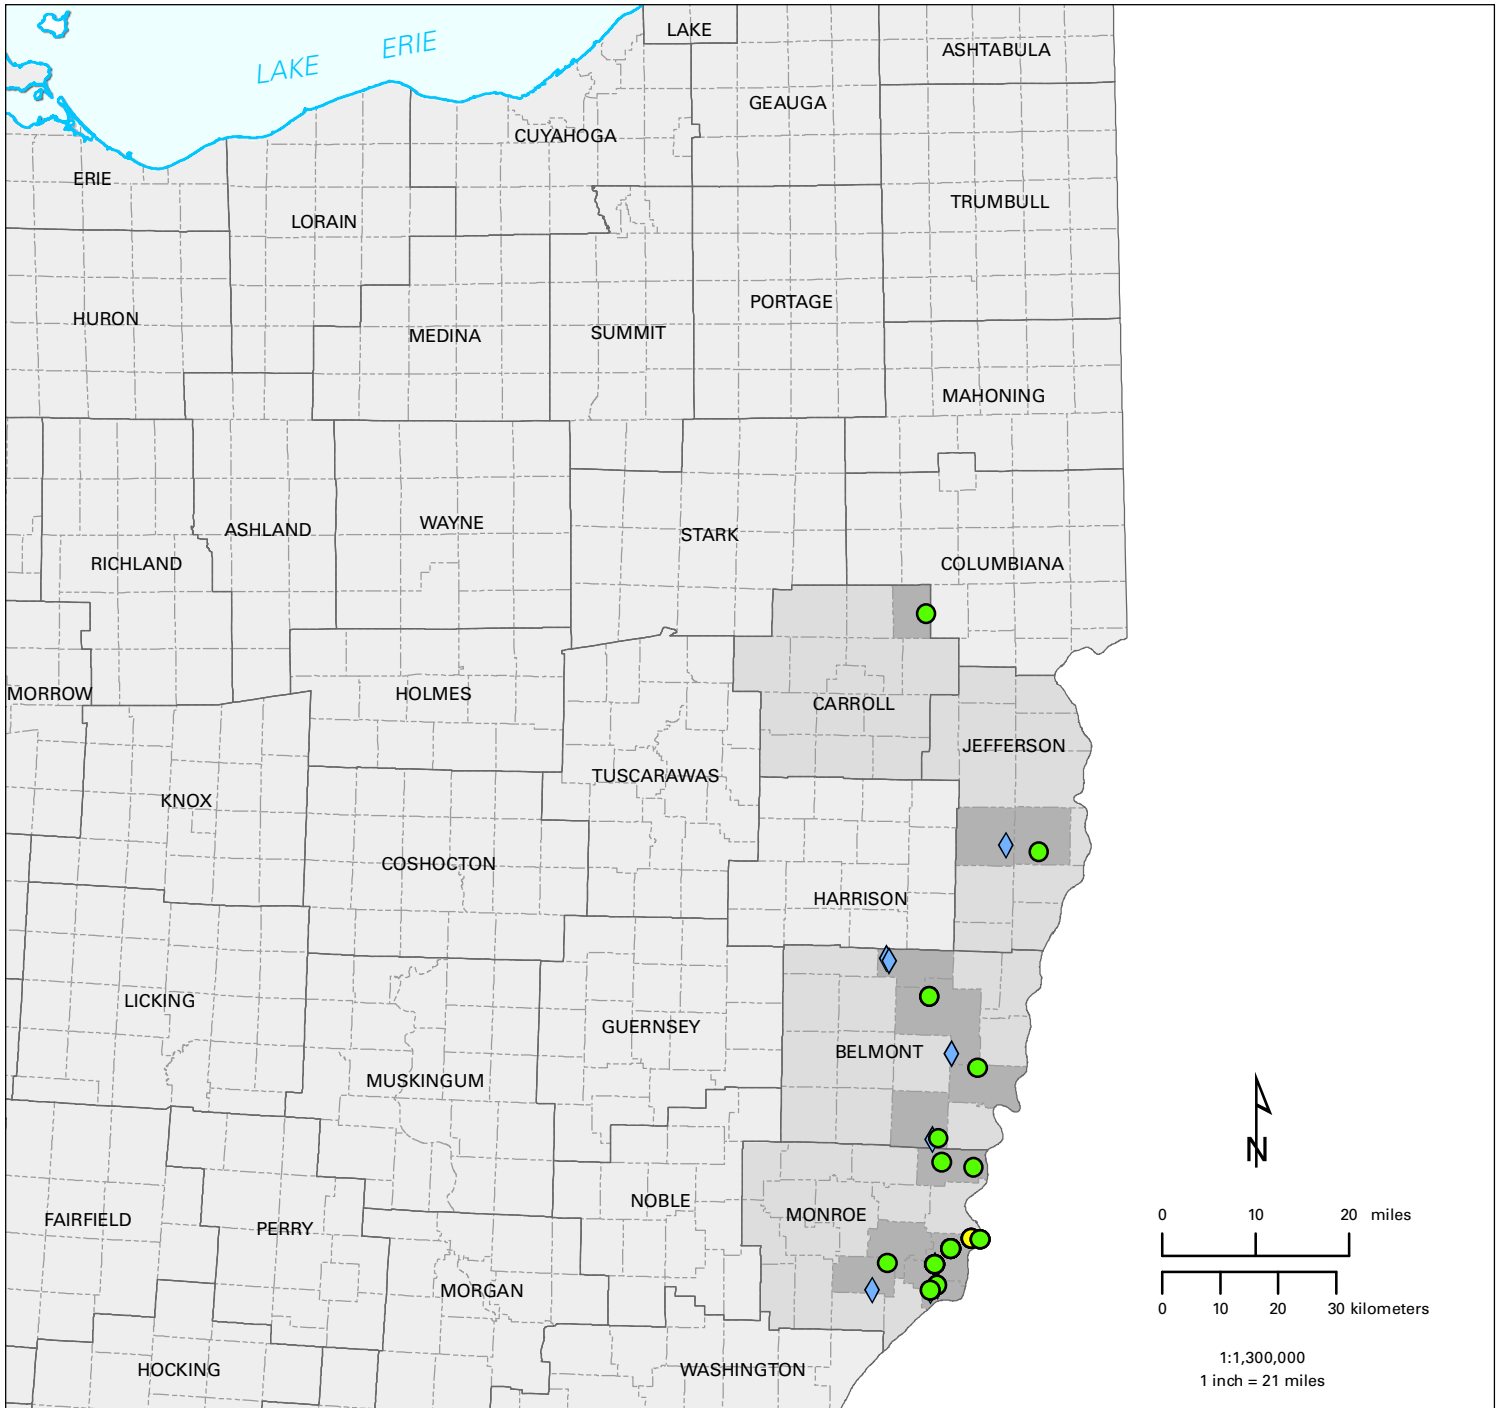 LAKE
ASHTABULA
LAKE ERIE
GEAUGA
CUYAHOGA
ERIE
TRUMBULL
LORAIN
PORTAGE
HURON
MEDINA
SUMMIT
MAHONING
WAYNE
ASHLAND
STARK
RICHLAND
COLUMBIANA
MORROW
HOLMES
CARROLL
JEFFERSON
TUSCARAWAS
KNOX
COSHOCTON
HARRISON
LICKING
GUERNSEY
BELMONT
MUSKINGUM
N
NOBLE
MONROE
FAIRFIELD
PERRY
MORGAN
HOCKING
WASHINGTON
0 10 20 miles
0 10 20 30 kilometers
1:1,300,000
1 inch = 21 miles